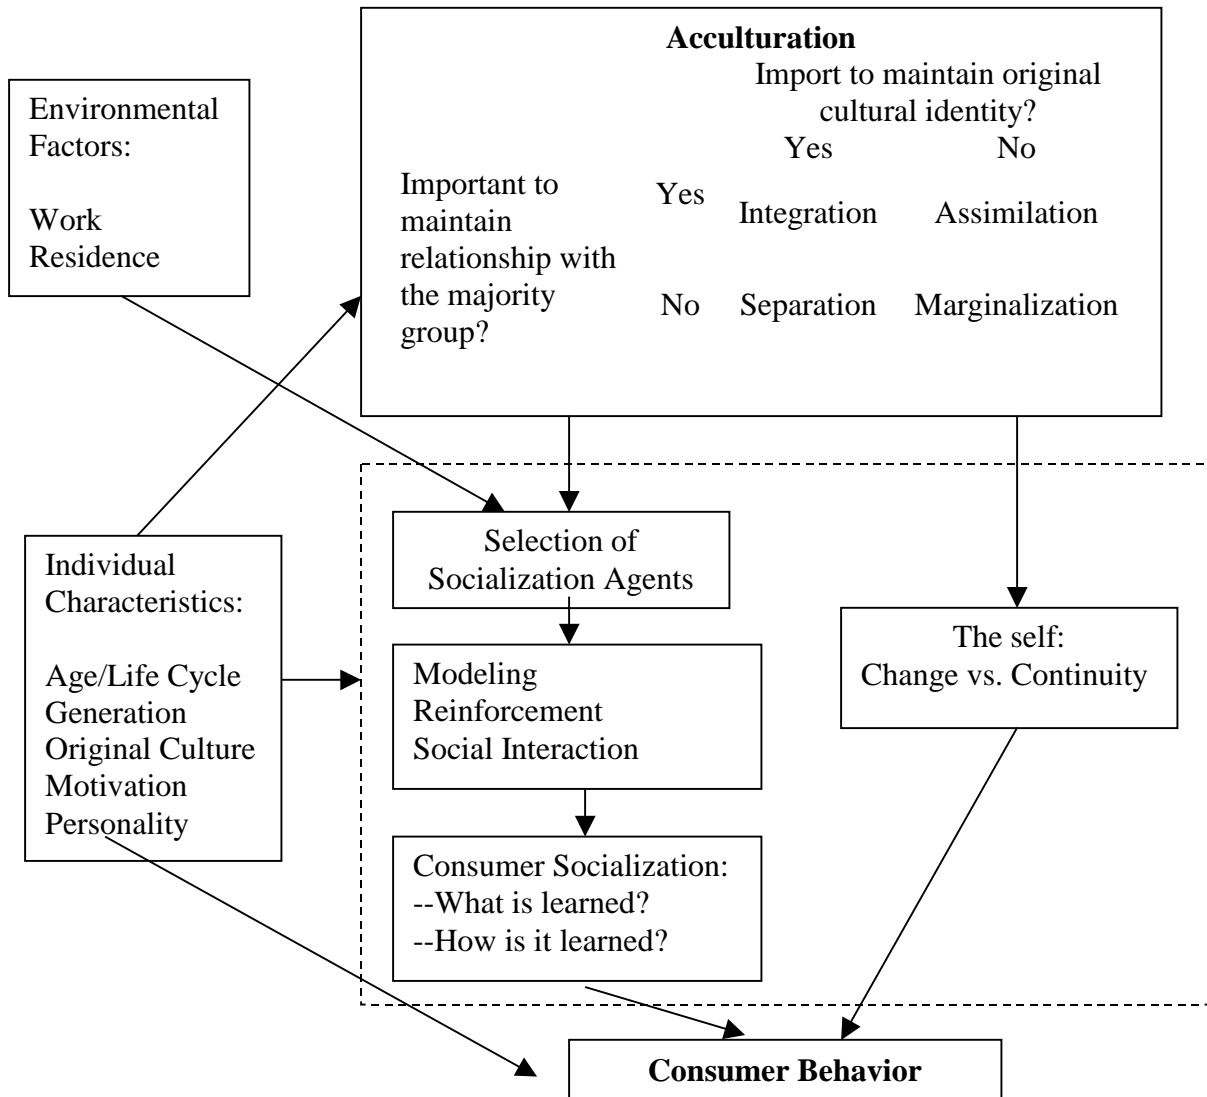 Acculturation
Import to maintain original
cultural identity?
Yes No
Important to
maintain
relationship with
the majority
group?
Yes
Integration Assimilation
No Separation Marginalization
Environmental
Factors:
Work
Residence
Selection of
Socialization Agents
Individual
Characteristics:
Age/Life Cycle
Generation
Original Culture
Motivation
Personality
Modeling
Reinforcement
Social Interaction
The self:
Change vs. Continuity
Consumer Socialization:
--What is learned?
--How is it learned?
Consumer Behavior